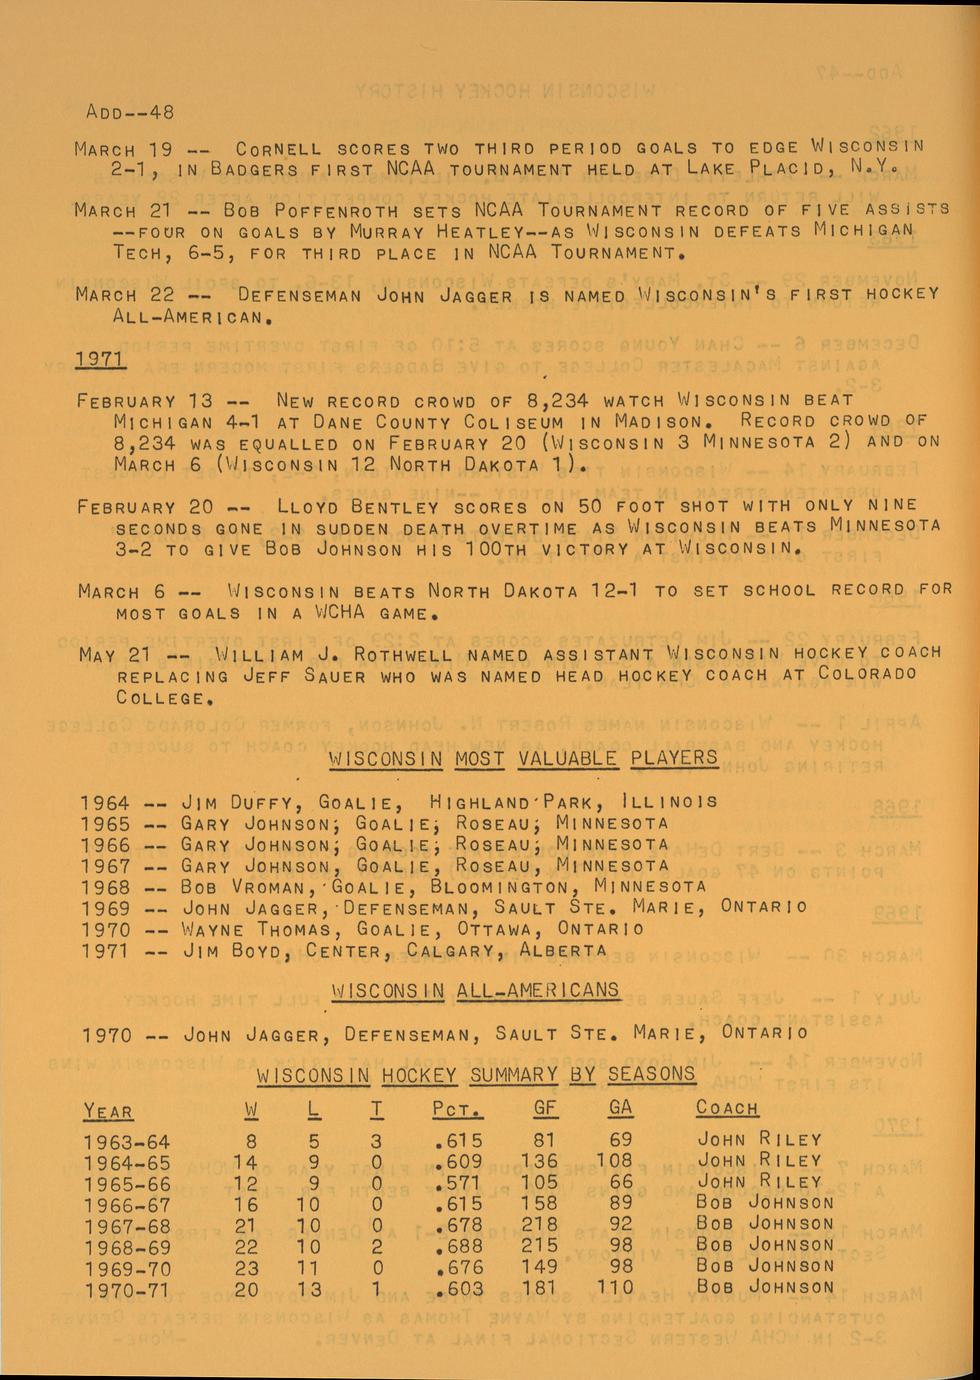 Add--48
March 19 -- Cornell scores two third period goals to edge Wisconsin
2-1, in Badgers first NCAA tournament held at Lake Placid, N.Y.
March 21 -- Bob Poffenroth sets NCAA Tournament record of five assists
--four on goals by Murray Heatley--as Wisconsin defeats Michigan
Tech, 6-5, for third place in NCAA Tournament.
March 22 -- Defenseman John Jagger is named Wisconsin's first hockey
All-American.
1971
February 13 -- New record crowd of 8,234 watch Wisconsin beat
Michigan 4-1 at Dane County Coliseum in Madison. Record crowd of
8,234 was equalled on February 20 (Wisconsin 3 Minnesota 2) and on
March 6 (Wisconsin 12 North Dakota 1).
February 20 -- Lloyd Bentley scores on 50 foot shot with only nine
seconds gone in sudden death overtime as Wisconsin beats Minnesota
3-2 to give Bob Johnson his 100th victory at Wisconsin.
March 6 -- Wisconsin beats North Dakota 12-1 to set school record for
most goals in a WCHA game.
May 21 -- William J. Rothwell named assistant Wisconsin hockey coach
replacing Jeff Sauer who was named head hockey coach at Colorado
College.
WISCONSIN MOST VALUABLE PLAYERS
1964 -- Jim Duffy, Goalie, Highland Park, Illinois
1965 -- Gary Johnson; Goalie; Roseau; Minnesota
1966 -- Gary Johnson; Goalie; Roseau; Minnesota
1967 -- Gary Johnson, Goalie, Roseau, Minnesota
1968 -- Bob Vroman, Goalie, Bloomington, Minnesota
1969 -- John Jagger, Defenseman, Sault Ste. Marie, Ontario
1970 -- Wayne Thomas, Goalie, Ottawa, Ontario
1971 -- Jim Boyd, Center, Calgary, Alberta
WISCONSIN ALL-AMERICANS
1970 -- John Jagger, Defenseman, Sault Ste. Marie, Ontario
WISCONSIN HOCKEY SUMMARY BY SEASONS
Year W L T Pct. GF GA Coach
1963-64 8 5 3 .615 81 69 John Riley
1964-65 14 9 0 .609 136 108 John Riley
1965-66 12 9 0 .571 105 66 John Riley
1966-67 16 10 0 .615 158 89 Bob Johnson
1967-68 21 10 0 .678 218 92 Bob Johnson
1968-69 22 10 2 .688 215 98 Bob Johnson
1969-70 23 11 0 .676 149 98 Bob Johnson
1970-71 20 13 1 .603 181 110 Bob Johnson